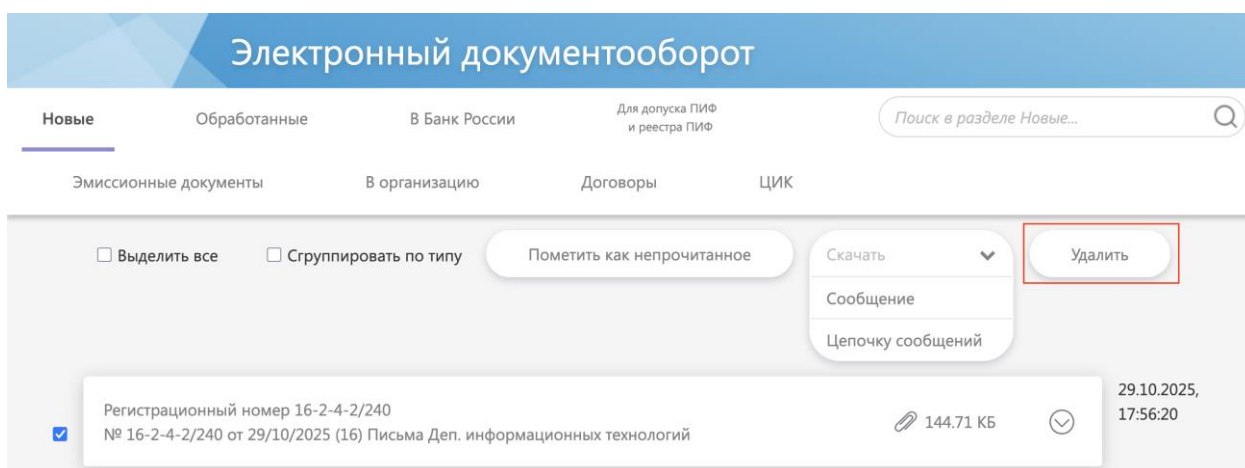 Электронный документооборот
Новые
Обработанные
В Банк России
Для допуска ПИФ
и реестра ПИФ
Поиск в разделе Новые...
Эмиссионные документы
В организацию
Договоры
ЦИК
Выделить все
Сгруппировать по типу
Пометить как непрочитанное
Скачать
Удалить
Сообщение
Цепочку сообщений
Регистрационный номер 16-2-4-2/240
№ 16-2-4-2/240 от 29/10/2025 (16) Письма Деп. информационных технологий
144.71 КБ
29.10.2025,
17:56:20